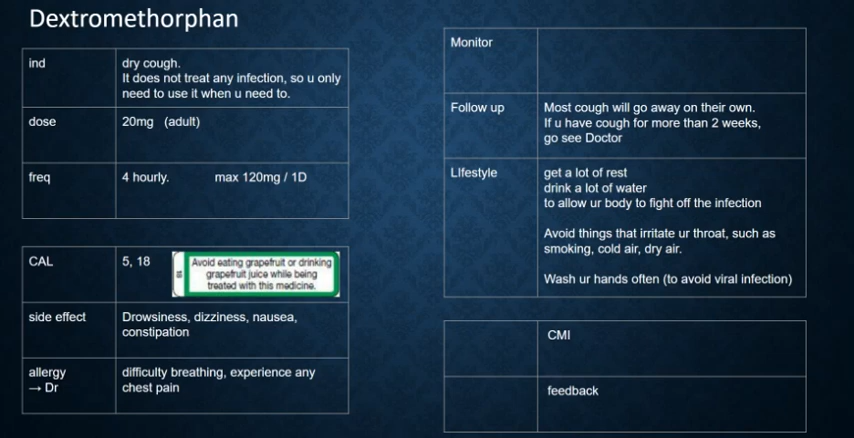 Dextromethorphan
ind
dry cough.
It does not treat any infection, so u only
need to use it when u need to.
dose
20mg (adult)
freq
4 hourly. max 120mg / 1D
CAL
5, 18
Avoid eating grapefruit or drinking
grapefruit juice while being
treated with this medicine.
side effect
Drowsiness, dizziness, nausea,
constipation
allergy
→ Dr
difficulty breathing, experience any
chest pain
Monitor
Follow up
Most cough will go away on their own.
If u have cough for more than 2 weeks,
go see Doctor
LIfestyle
get a lot of rest
drink a lot of water
to allow ur body to fight off the infection
Avoid things that irritate ur throat, such as
smoking, cold air, dry air.
Wash ur hands often (to avoid viral infection)
CMI
feedback